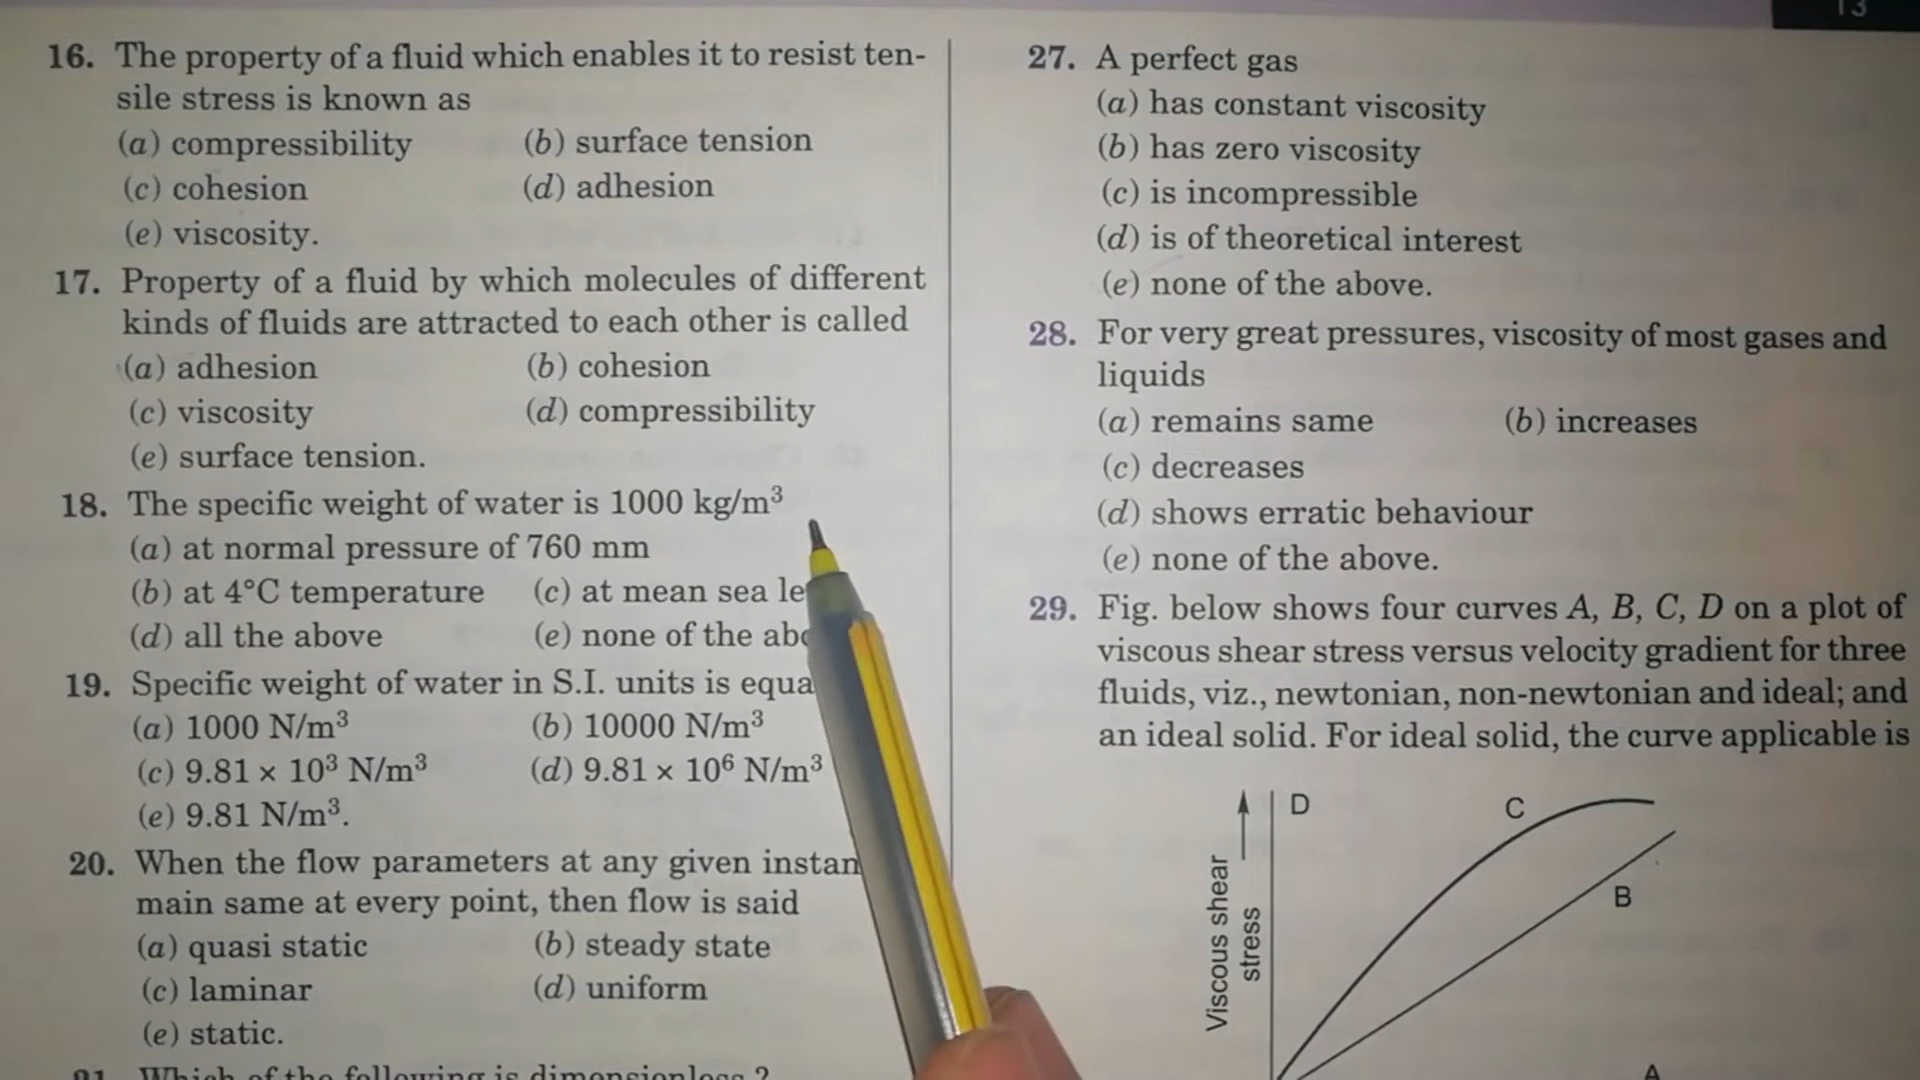 13
16. The property of a fluid which enables it to resist ten-
sile stress is known as
(a) compressibility (b) surface tension
(c) cohesion (d) adhesion
(e) viscosity.
17. Property of a fluid by which molecules of different
kinds of fluids are attracted to each other is called
(a) adhesion (b) cohesion
(c) viscosity (d) compressibility
(e) surface tension.
18. The specific weight of water is 1000 kg/m³
(a) at normal pressure of 760 mm
(b) at 4°C temperature (c) at mean sea
(d) all the above (e) none of the
19. Specific weight of water in S.I. units is
(a) 1000 N/m³ (b) 10000 N/m³
(c) 9.81 × 10³ N/m³ (d) 9.81 × 10⁶ N/m³
(e) 9.81 N/m³.
20. When the flow parameters at any given
main same at every point, then flow is said
(a) quasi static (b) steady state
(c) laminar (d) uniform
(e) static.
21. Which of the following is dimensionless ?
27. A perfect gas
(a) has constant viscosity
(b) has zero viscosity
(c) is incompressible
(d) is of theoretical interest
(e) none of the above.
28. For very great pressures, viscosity of most gases and
liquids
(a) remains same (b) increases
(c) decreases
(d) shows erratic behaviour
(e) none of the above.
29. Fig. below shows four curves A, B, C, D on a plot of
viscous shear stress versus velocity gradient for three
fluids, viz., newtonian, non-newtonian and ideal; and
an ideal solid. For ideal solid, the curve applicable is
D
C
B
A
Viscous shear
stress